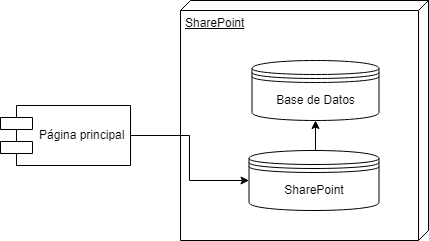 SharePoint
Base de Datos
Página principal
SharePoint